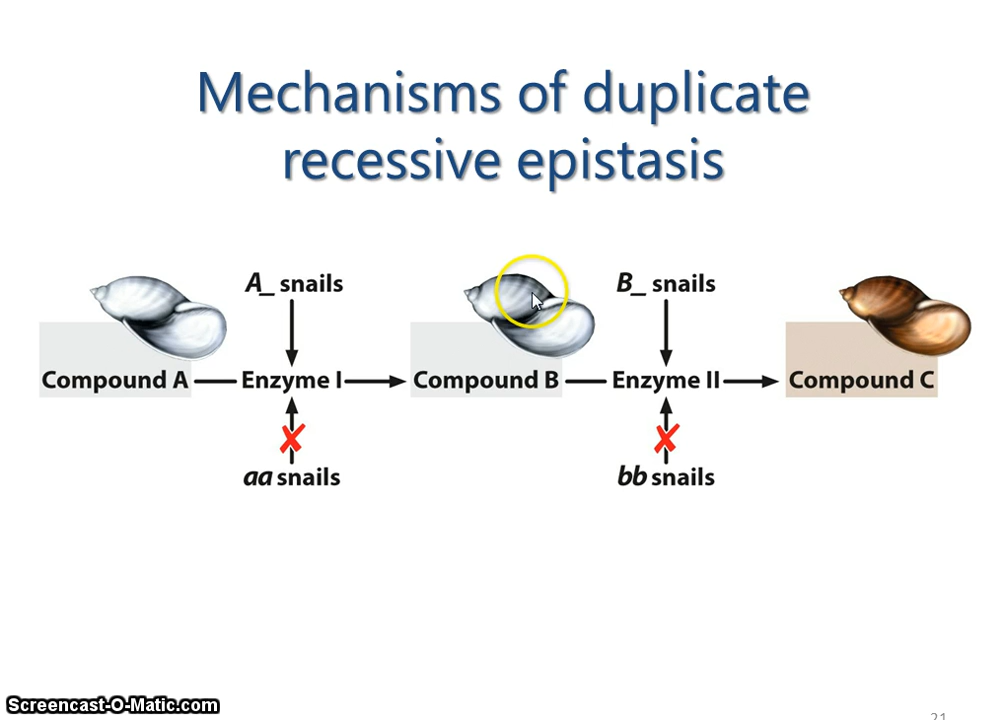 Mechanisms of duplicate
recessive epistasis
A_ snails
B_ snails
Compound A
Enzyme I
Compound B
Enzyme II
Compound C
aa snails
bb snails
Screencast-O-Matic.com
21